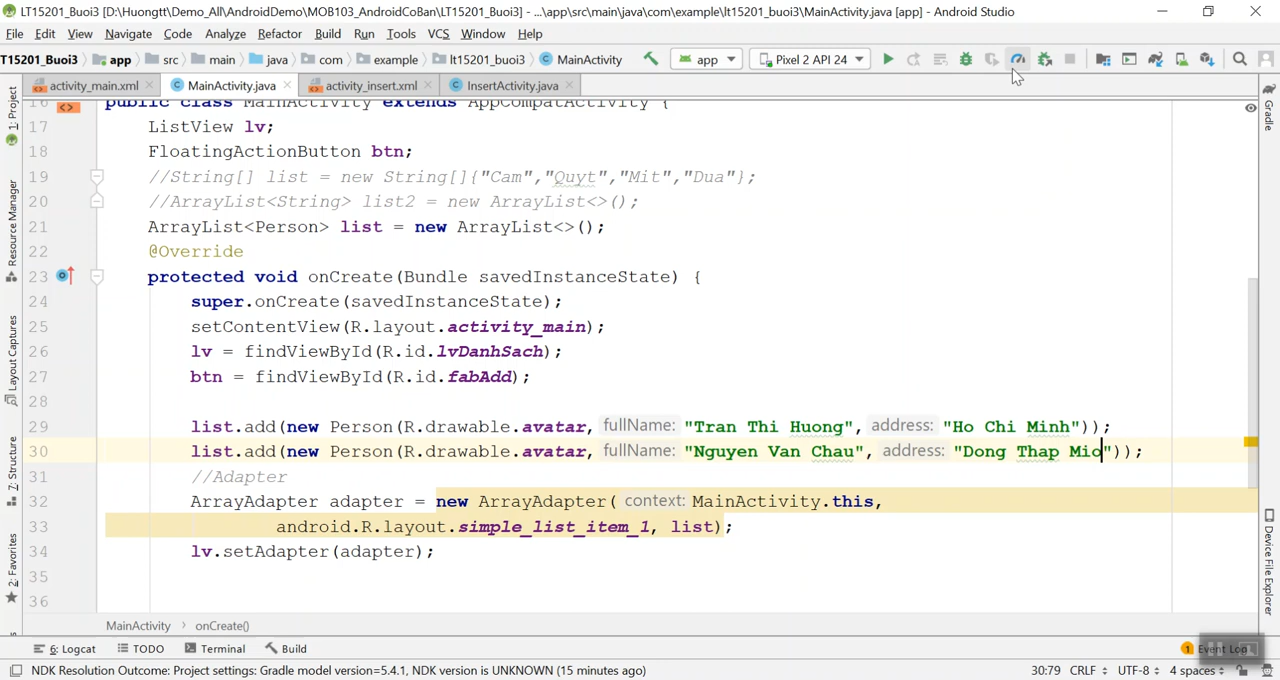 LT15201_Buoi3 [D:\Huongtt\Demo_All\AndroidDemo\MOB103_AndroidCoBan\LT15201_Buoi3] - ...\app\src\main\java\com\example\lt15201_buoi3\MainActivity.java [app] - Android Studio
File Edit View Navigate Code Analyze Refactor Build Run Tools VCS Window Help
T15201_Buoi3 app src main java com example lt15201_buoi3 MainActivity app Pixel 2 API 24
activity_main.xml MainActivity.java activity_insert.xml InsertActivity.java
1: Project
Resource Manager
Layout Captures
7: Structure
2: Favorites
16 public class MainActivity extends AppCompatActivity {
17 ListView lv;
18 FloatingActionButton btn;
19 //String[] list = new String[]{"Cam","Quyt","Mit","Dua"};
20 //ArrayList<String> list2 = new ArrayList<>();
21 ArrayList<Person> list = new ArrayList<>();
22 @Override
23 protected void onCreate(Bundle savedInstanceState) {
24 super.onCreate(savedInstanceState);
25 setContentView(R.layout.activity_main);
26 lv = findViewById(R.id.lvDanhSach);
27 btn = findViewById(R.id.fabAdd);
28
29 list.add(new Person(R.drawable.avatar, fullName: "Tran Thi Huong", address: "Ho Chi Minh"));
30 list.add(new Person(R.drawable.avatar, fullName: "Nguyen Van Chau", address: "Dong Thap Mio"));
31 //Adapter
32 ArrayAdapter adapter = new ArrayAdapter( context: MainActivity.this,
33 android.R.layout.simple_list_item_1, list);
34 lv.setAdapter(adapter);
35
36
Gradle
Device File Explorer
MainActivity › onCreate()
6: Logcat TODO Terminal Build 1 Event Log
NDK Resolution Outcome: Project settings: Gradle model version=5.4.1, NDK version is UNKNOWN (15 minutes ago) 30:79 CRLF UTF-8 4 spaces